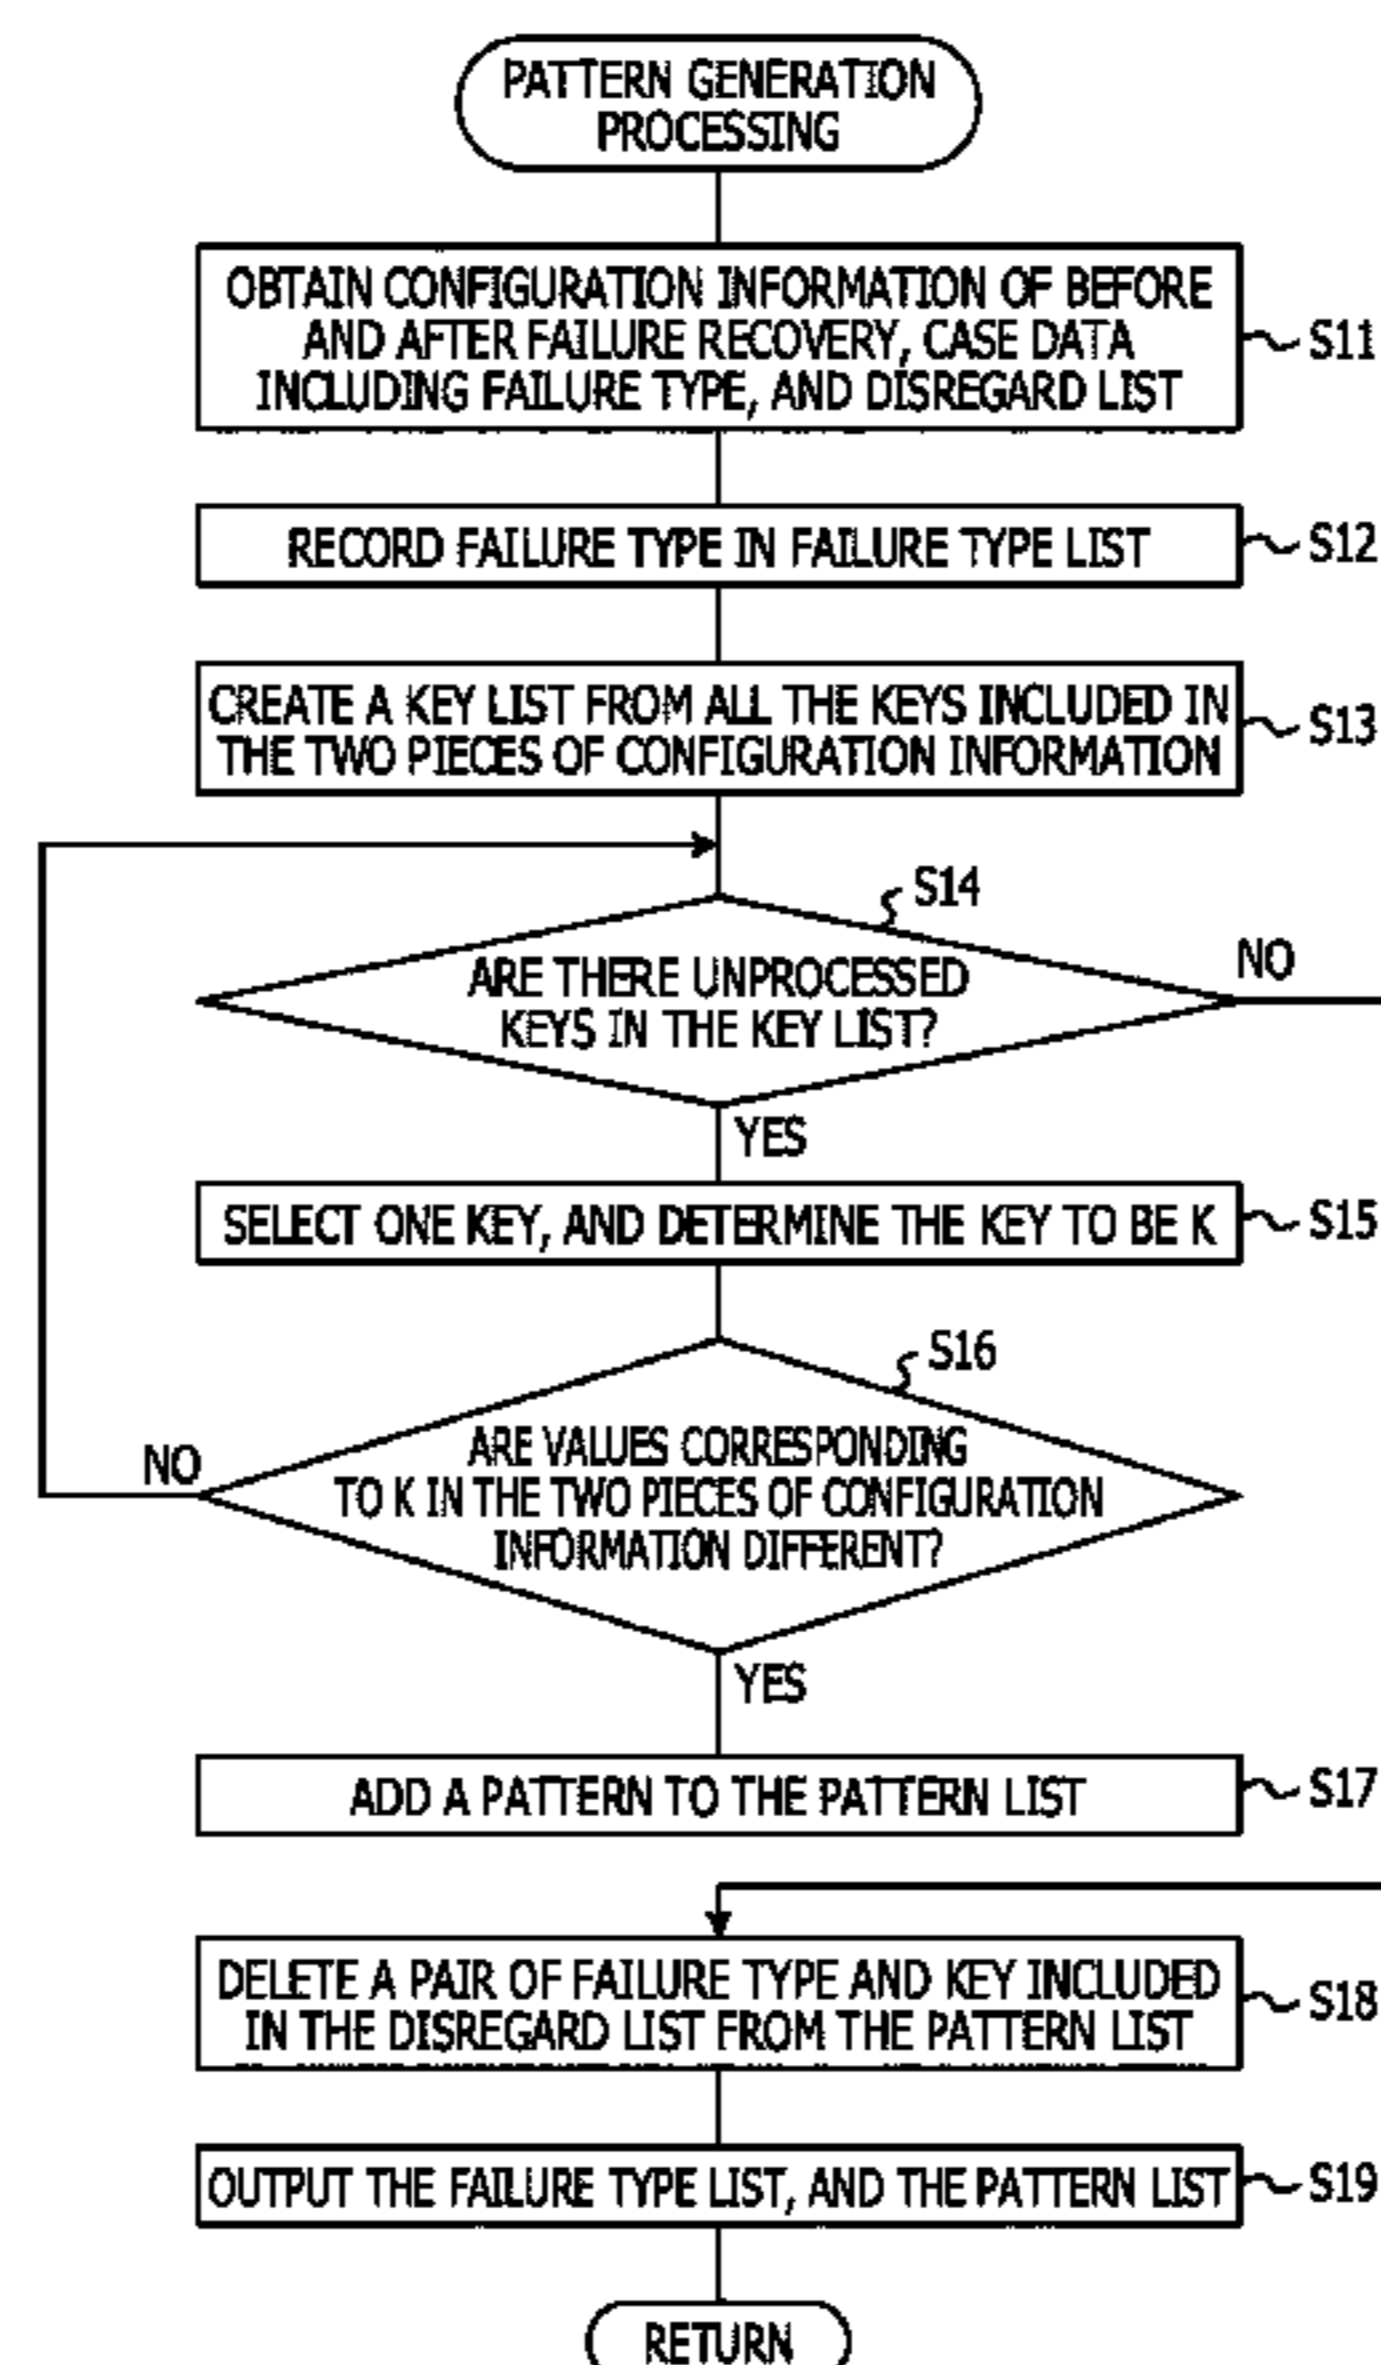 PATTERN GENERATION
PROCESSING
OBTAIN CONFIGURATION INFORMATION OF BEFORE
AND AFTER FAILURE RECOVERY, CASE DATA
INCLUDING FAILURE TYPE, AND DISREGARD LIST
S11
RECORD FAILURE TYPE IN FAILURE TYPE LIST
S12
CREATE A KEY LIST FROM ALL THE KEYS INCLUDED IN
THE TWO PIECES OF CONFIGURATION INFORMATION
S13
S14
ARE THERE UNPROCESSED
KEYS IN THE KEY LIST?
NO
YES
SELECT ONE KEY, AND DETERMINE THE KEY TO BE K
S15
S16
ARE VALUES CORRESPONDING
TO K IN THE TWO PIECES OF CONFIGURATION
INFORMATION DIFFERENT?
NO
YES
ADD A PATTERN TO THE PATTERN LIST
S17
DELETE A PAIR OF FAILURE TYPE AND KEY INCLUDED
IN THE DISREGARD LIST FROM THE PATTERN LIST
S18
OUTPUT THE FAILURE TYPE LIST, AND THE PATTERN LIST
S19
RETURN